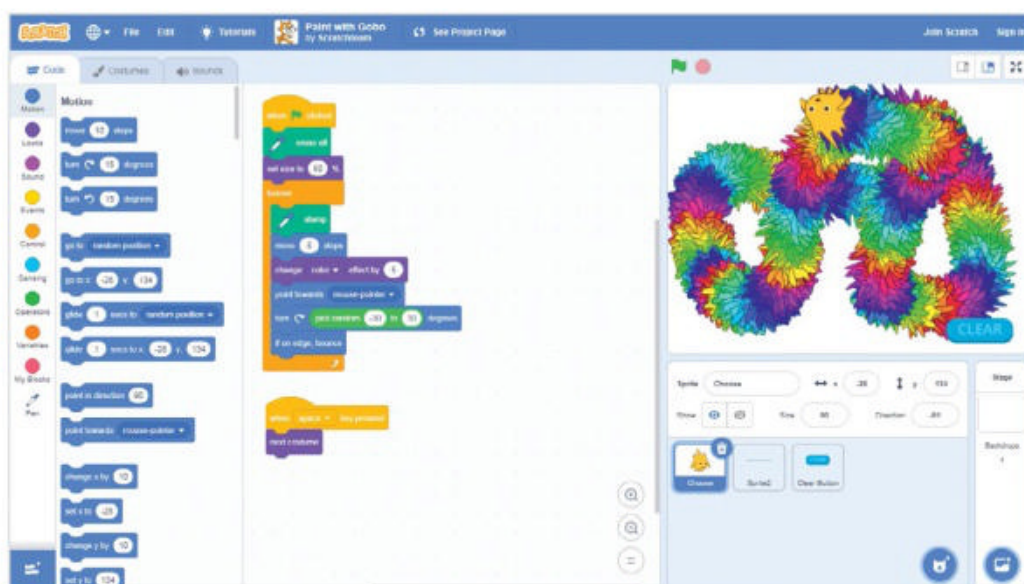 SCRATCH
File
Edit
Tutorials
Paint with Gobo
by Scratchteam
See Project Page
Join Scratch
Sign in
Code
Costumes
Sounds
Motion
Looks
Sound
Events
Control
Sensing
Operators
Variables
My Blocks
Pen
Motion
move 10 steps
turn 15 degrees
turn 15 degrees
go to random position
go to x: -28 y: 134
glide 1 secs to random position
glide 1 secs to x: -28 y: 134
point in direction 90
point towards mouse-pointer
change x by 10
set x to -28
change y by 10
set y to 134
when clicked
erase all
set size to 60 %
forever
stamp
move 5 steps
change color effect by 5
point towards mouse-pointer
turn pick random -30 to 30 degrees
if on edge, bounce
when space key pressed
next costume
CLEAR
Sprite
Choose
x
-28
y
134
Show
Size
Direction
Choose
Sprite2
Clear Button
Stage
Backdrops